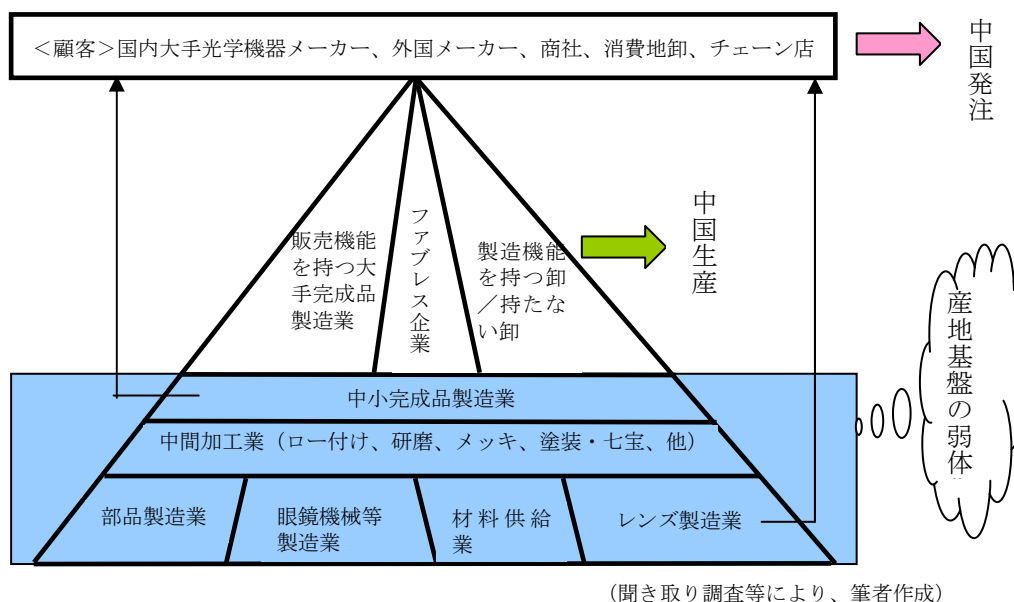 <顧客>国内大手光学機器メーカー、外国メーカー、商社、消費地卸、チェーン店
中国発注
販売機能
を持つ大
手完成品
製造業
ファブレス企業
製造機能
を持つ卸
／持たな
い卸
中国生産
産地基盤の弱体
中小完成品製造業
中間加工業（ロー付け、研磨、メッキ、塗装・七宝、他）
部品製造業
眼鏡機械等
製造業
材料供給
業
レンズ製造業
（聞き取り調査等により、筆者作成）